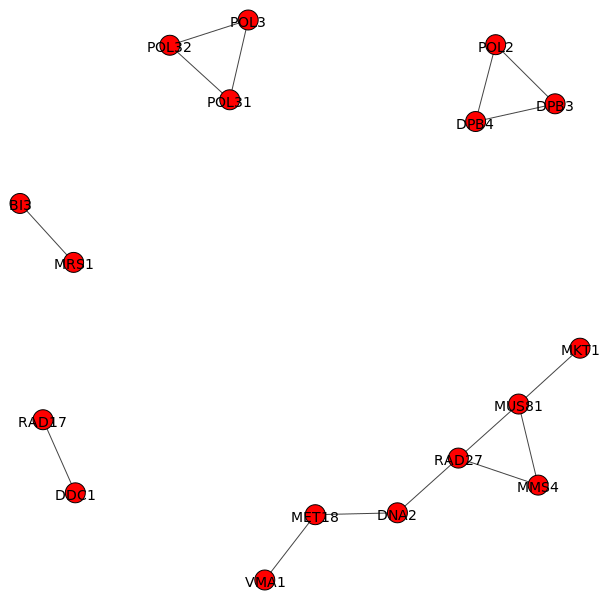 POL3
POL32
POL2
POL31
DPB3
DPB4
BI3
MRS1
MKT1
MUS81
RAD17
RAD27
MMS4
DDC1
MET18
DNA2
VMA1